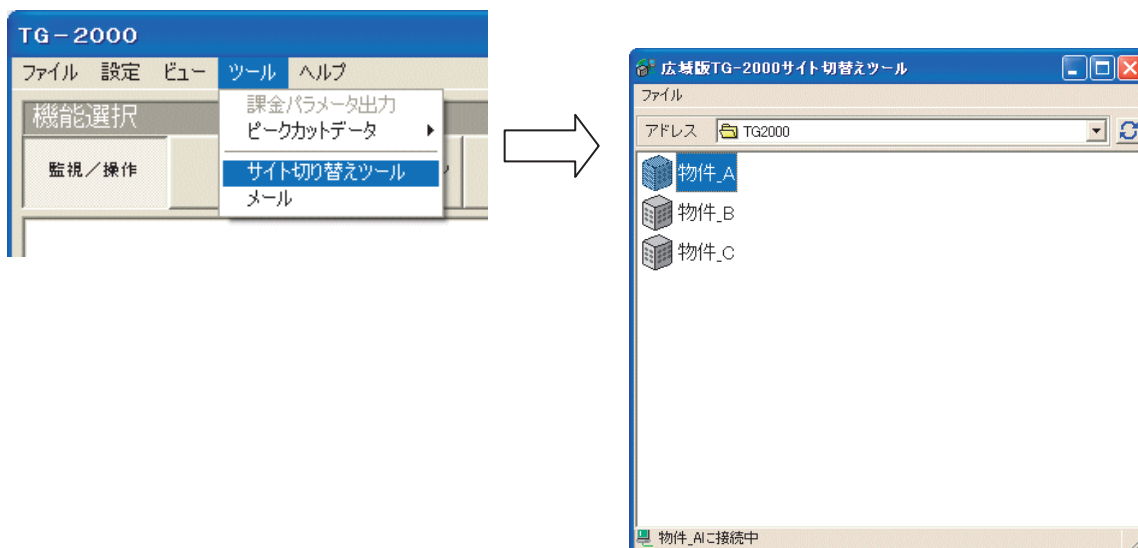 TG-2000
ファイル 設定 ビュー ツール ヘルプ
機能選択
監視/操作
課金パラメータ出力
ピークカットデータ
サイト切り替えツール
メール
広域版TG-2000サイト切替えツール
ファイル
アドレス TG2000
物件_A
物件_B
物件_C
物件_Aに接続中